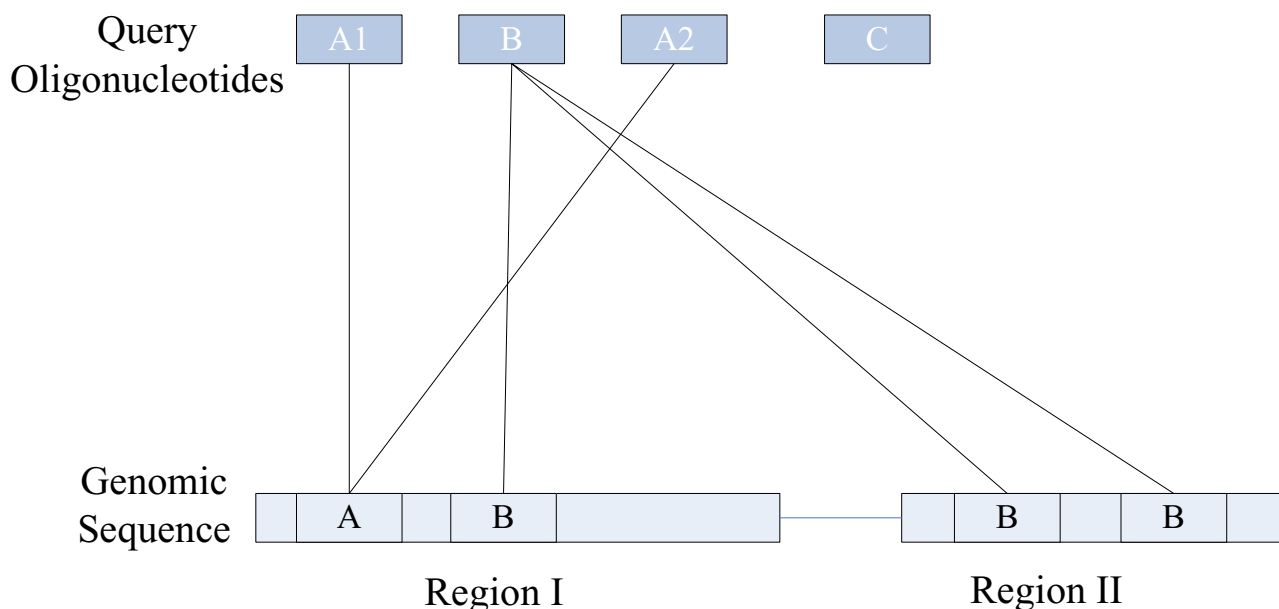 Query
Oligonucleotides
A1
B
A2
C
Genomic
Sequence
A
B
B
B
Region I
Region II